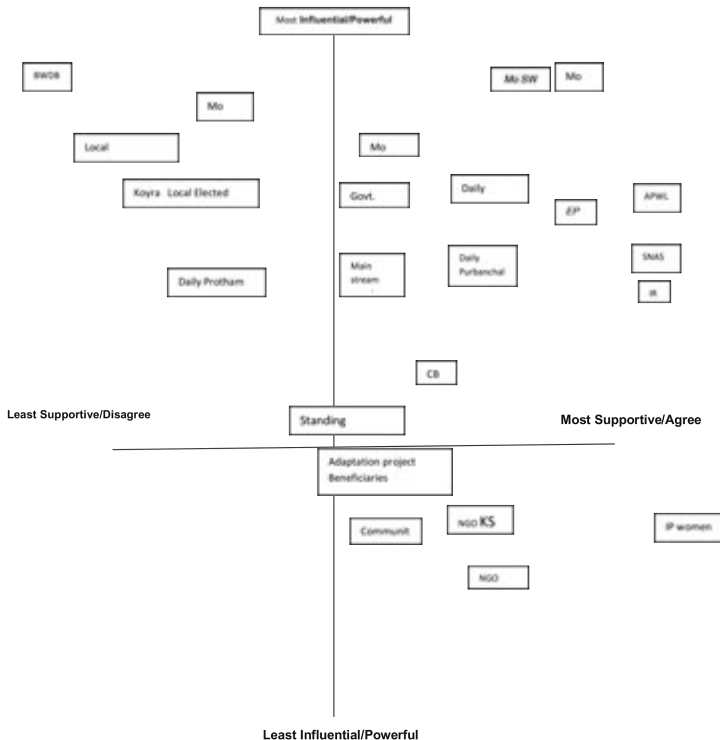 Most Influential/Powerful
BWDB
Mo SW
Mo
Mo
Local
Mo
Koyra Local Elected
Govt.
Daily
EP
APWL
Daily Protham
Main
stream
Daily
Purbanchal
SNAS
IR
CB
Least Supportive/Disagree
Standing
Most Supportive/Agree
Adaptation project
Beneficiaries
Communit
NGO KS
IP women
NGO
Least Influential/Powerful